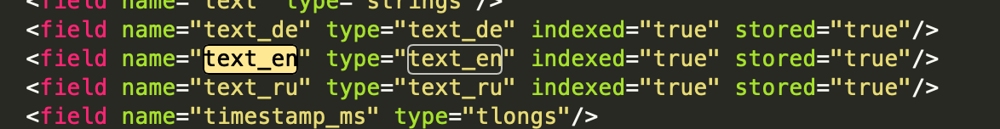 <field name="text" type="strings"/>
<field name="text_de" type="text_de" indexed="true" stored="true"/>
<field name="text_en" type="text_en" indexed="true" stored="true"/>
<field name="text_ru" type="text_ru" indexed="true" stored="true"/>
<field name="timestamp_ms" type="tlongs"/>